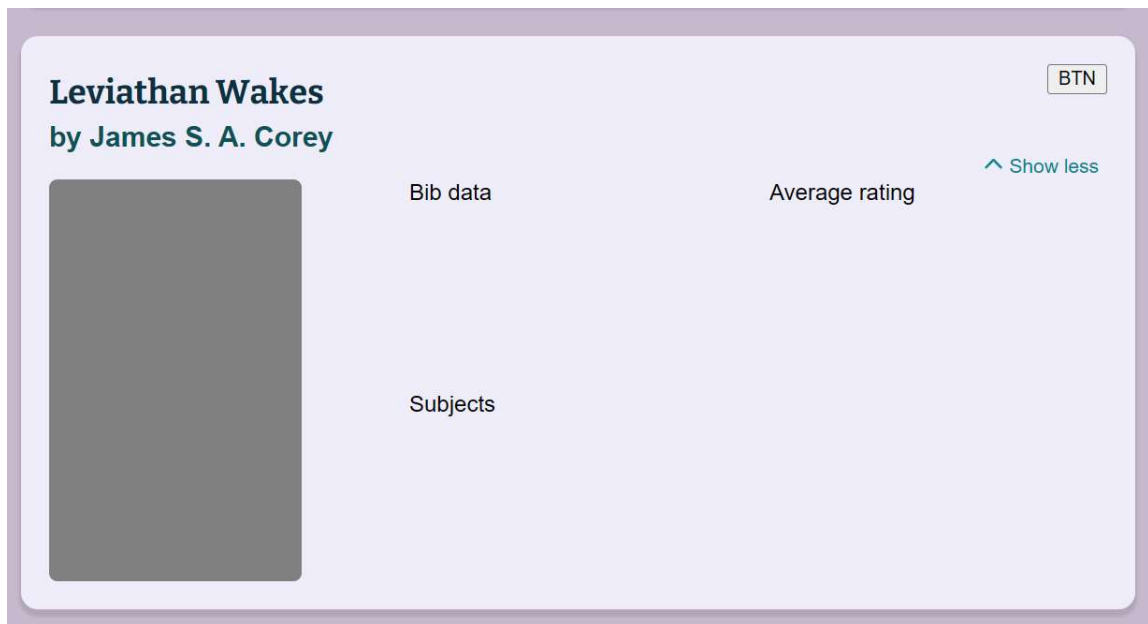 Leviathan Wakes
BTN
by James S. A. Corey
Show less
Bib data
Average rating
Subjects